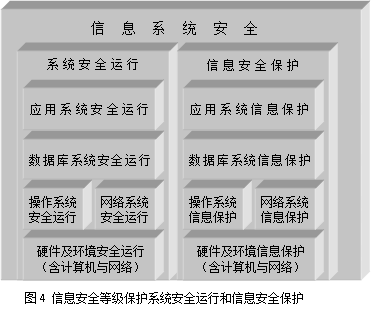 信息系统安全
系统安全运行
信息安全保护
应用系统安全运行
应用系统信息保护
数据库系统安全运行
数据库系统信息保护
操作系统
安全运行
网络系统
安全运行
操作系统
信息保护
网络系统
信息保护
硬件及环境安全运行
（含计算机与网络）
硬件及环境信息保护
（含计算机与网络）
图4 信息安全等级保护系统安全运行和信息安全保护